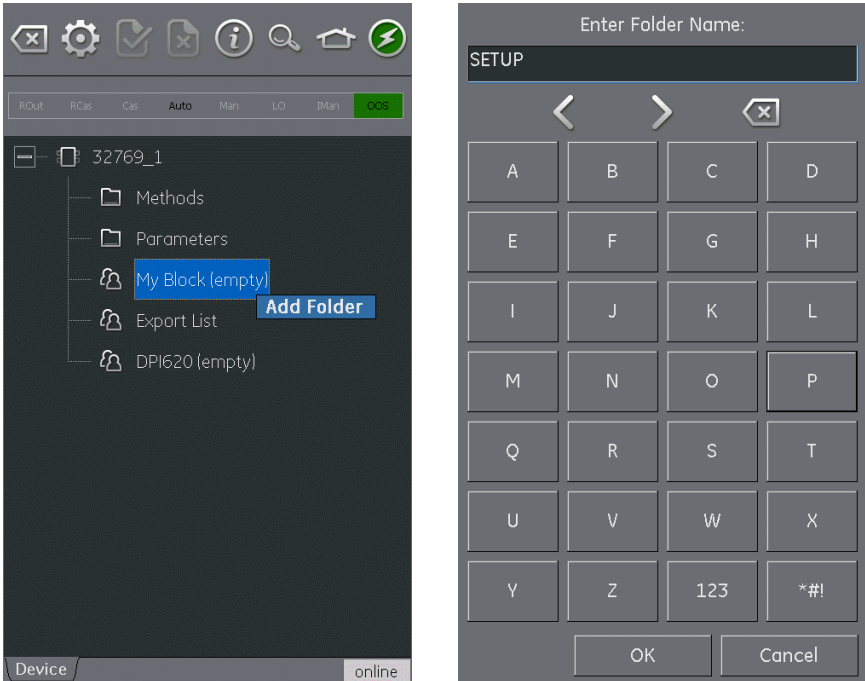 ROut RCas Cas Auto Man LO IMan OOS
32769_1
Methods
Parameters
My Block (empty)
Add Folder
Export List
DPI620 (empty)
Device
online
Enter Folder Name:
SETUP
A B C D
E F G H
I J K L
M N O P
Q R S T
U V W X
Y Z 123 *#!
OK Cancel